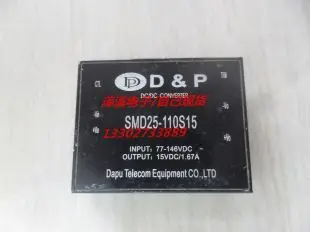 D & P
DC/DC CONVERTER
13302733889
SMD25-110S15
INPUT: 77-146VDC
OUTPUT: 15VDC/1.67A
Dapu Telecom Equipment CO.,LTD